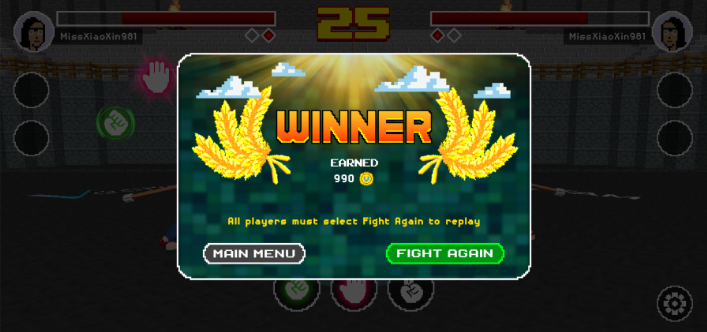 25
MissXiaoXin981
MissXiaoXin981
WINNER
EARNED
990
All players must select Fight Again to replay
MAIN MENU
FIGHT AGAIN